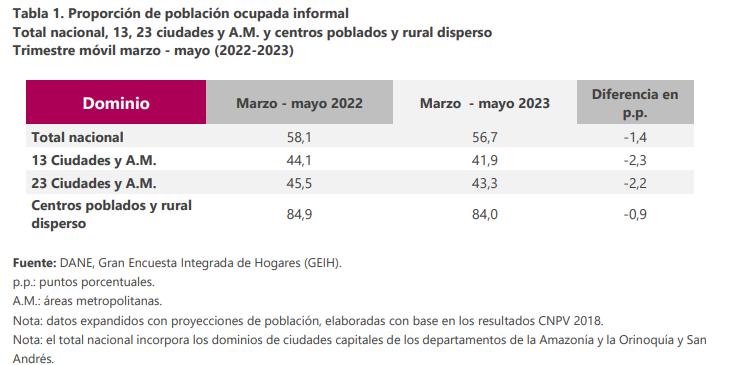 Tabla 1. Proporción de población ocupada informal
Total nacional, 13, 23 ciudades y A.M. y centros poblados y rural disperso
Trimestre móvil marzo - mayo (2022-2023)
Dominio Marzo - mayo 2022 Marzo - mayo 2023 Diferencia en p.p.
Total nacional 58,1 56,7 -1,4
13 Ciudades y A.M. 44,1 41,9 -2,3
23 Ciudades y A.M. 45,5 43,3 -2,2
Centros poblados y rural disperso 84,9 84,0 -0,9
Fuente: DANE, Gran Encuesta Integrada de Hogares (GEIH).
p.p.: puntos porcentuales.
A.M.: áreas metropolitanas.
Nota: datos expandidos con proyecciones de población, elaboradas con base en los resultados CNPV 2018.
Nota: el total nacional incorpora los dominios de ciudades capitales de los departamentos de la Amazonía y la Orinoquía y San
Andrés.